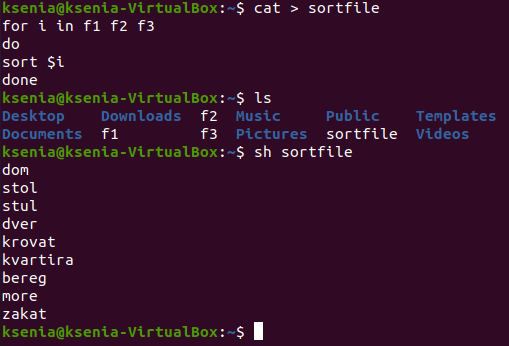 ksenia@ksenia-VirtualBox:~$ cat > sortfile
for i in f1 f2 f3
do
sort $i
done
ksenia@ksenia-VirtualBox:~$ ls
Desktop    Downloads  f2  Music     Public    Templates
Documents  f1         f3  Pictures  sortfile  Videos
ksenia@ksenia-VirtualBox:~$ sh sortfile
dom
stol
stul
dver
krovat
kvartira
bereg
more
zakat
ksenia@ksenia-VirtualBox:~$